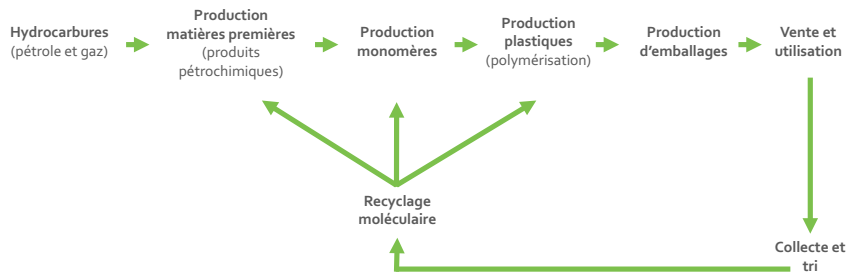 Hydrocarbures
(pétrole et gaz)
Production
matières premières
(produits
pétrochimiques)
Production
monomères
Production
plastiques
(polymérisation)
Production
d'emballages
Vente et
utilisation
Recyclage
moléculaire
Collecte et
tri